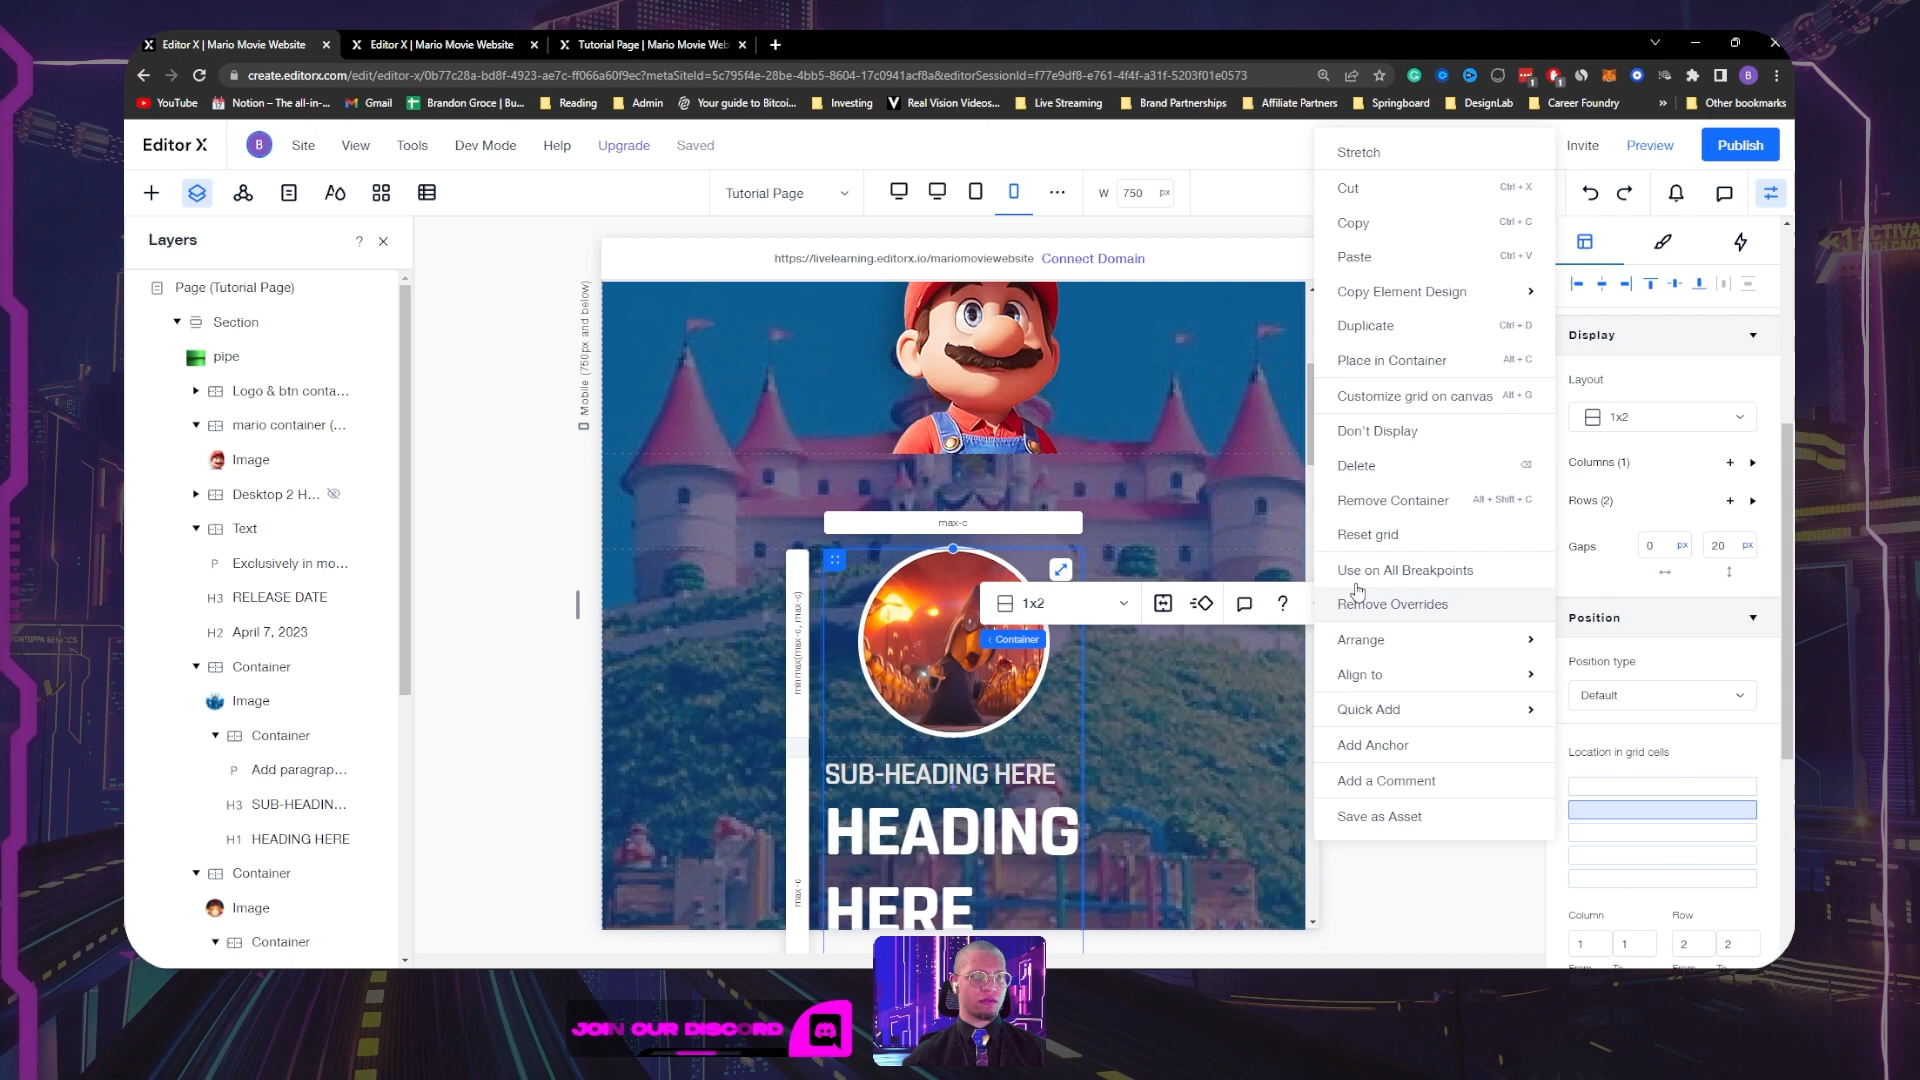 Editor X | Mario Movie Website
Editor X | Mario Movie Website
Tutorial Page | Mario Movie Web
create.editorx.com/edit/editor-x/0b77c28a-bd8f-4923-ae7c-ff066a60f9ec?metaSiteId=5c795f4e-28be-4bb5-8604-17c0941acf8a&editorSessionId=f77e9df8-e761-4f4f-a31f-5203f01e0573
YouTube
Notion – The all-in-...
Gmail
Brandon Groce | Bu...
Reading
Admin
Your guide to Bitcoi...
Investing
Real Vision Videos...
Live Streaming
Brand Partnerships
Affiliate Partners
Springboard
DesignLab
Career Foundry
»
Other bookmarks
Editor X
B
Site
View
Tools
Dev Mode
Help
Upgrade
Saved
Invite
Preview
Publish
Tutorial Page
W 750 px
Layers
?
Page (Tutorial Page)
Section
pipe
Logo & btn conta...
mario container (...
Image
Desktop 2 H...
Text
P Exclusively in mo...
H3 RELEASE DATE
H2 April 7, 2023
Container
Image
Container
P Add paragrap...
H3 SUB-HEADIN...
H1 HEADING HERE
Container
Image
Container
Mobile (750px and below)
https://livelearning.editorx.io/mariomoviewebsite Connect Domain
max-c
minmax(max-c, max-c)
max-c
1x2
?
‹ Container
SUB-HEADING HERE
HEADING
HERE
Stretch
Cut Ctrl + X
Copy Ctrl + C
Paste Ctrl + V
Copy Element Design
Duplicate Ctrl + D
Place in Container Alt + C
Customize grid on canvas Alt + G
Don't Display
Delete
Remove Container Alt + Shift + C
Reset grid
Use on All Breakpoints
Remove Overrides
Arrange
Align to
Quick Add
Add Anchor
Add a Comment
Save as Asset
Display
Layout
1x2
Columns (1)
Rows (2)
Gaps 0 px 20 px
Position
Position type
Default
Location in grid cells
Column Row
1 1 2 2
JOIN OUR DISCORD